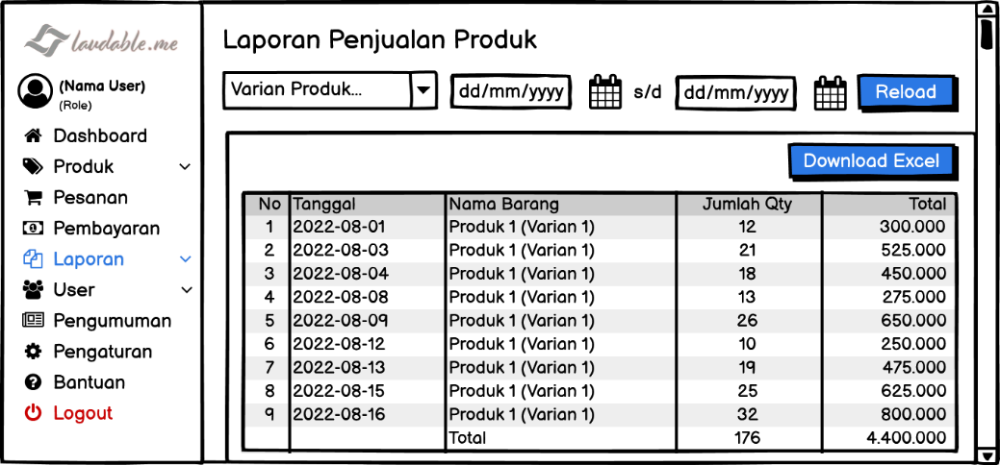 laudable.me
(Nama User)
(Role)
Dashboard
Produk
Pesanan
Pembayaran
Laporan
User
Pengumuman
Pengaturan
Bantuan
Logout
Laporan Penjualan Produk
Varian Produk... dd/mm/yyyy s/d dd/mm/yyyy Reload
Download Excel
No Tanggal Nama Barang Jumlah Qty Total
1 2022-08-01 Produk 1 (Varian 1) 12 300.000
2 2022-08-03 Produk 1 (Varian 1) 21 525.000
3 2022-08-04 Produk 1 (Varian 1) 18 450.000
4 2022-08-08 Produk 1 (Varian 1) 13 275.000
5 2022-08-09 Produk 1 (Varian 1) 26 650.000
6 2022-08-12 Produk 1 (Varian 1) 10 250.000
7 2022-08-13 Produk 1 (Varian 1) 19 475.000
8 2022-08-15 Produk 1 (Varian 1) 25 625.000
9 2022-08-16 Produk 1 (Varian 1) 32 800.000
Total 176 4.400.000